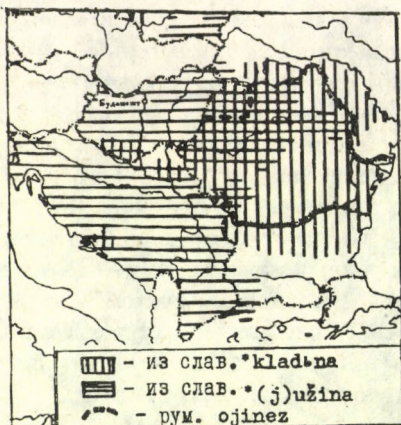 Будапешт
- из слав. *kladьna
- из слав. *(j)užina
- рум. ojinez